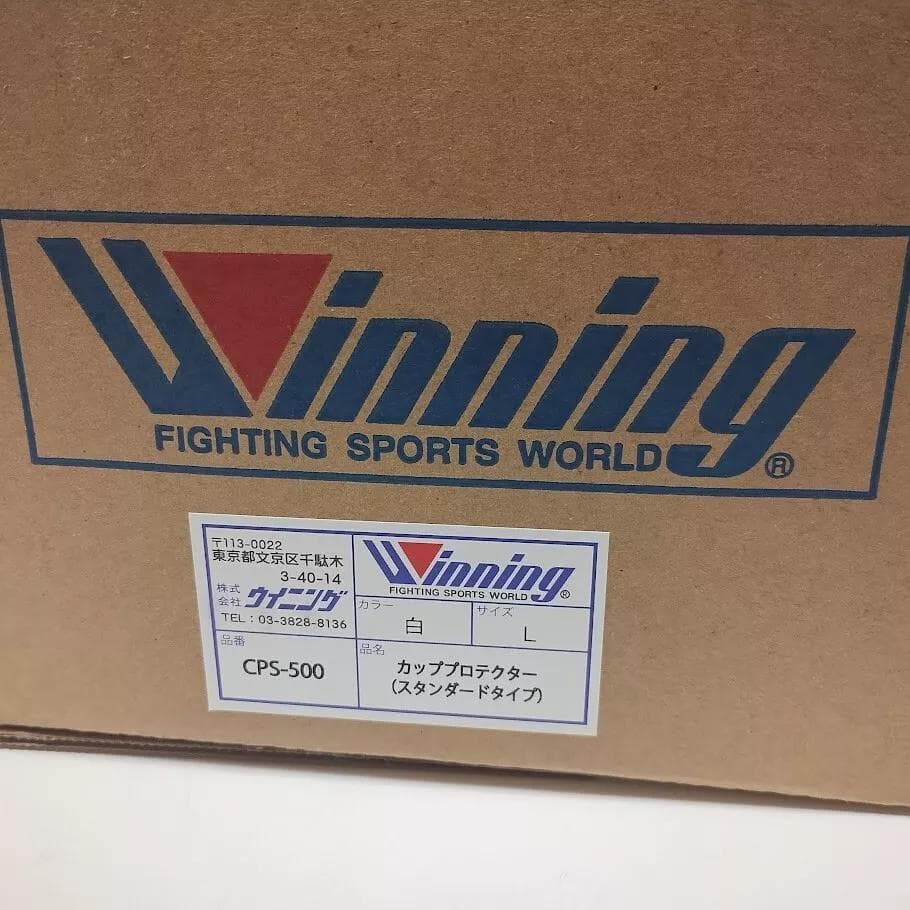 Winning
FIGHTING SPORTS WORLD®
〒113-0022
東京都文京区千駄木
3-40-14
株式会社 ウイニング
TEL：03-3828-8136
Winning
FIGHTING SPORTS WORLD®
カラー
白
サイズ
L
品番
CPS-500
品名
カッププロテクター
(スタンダードタイプ)